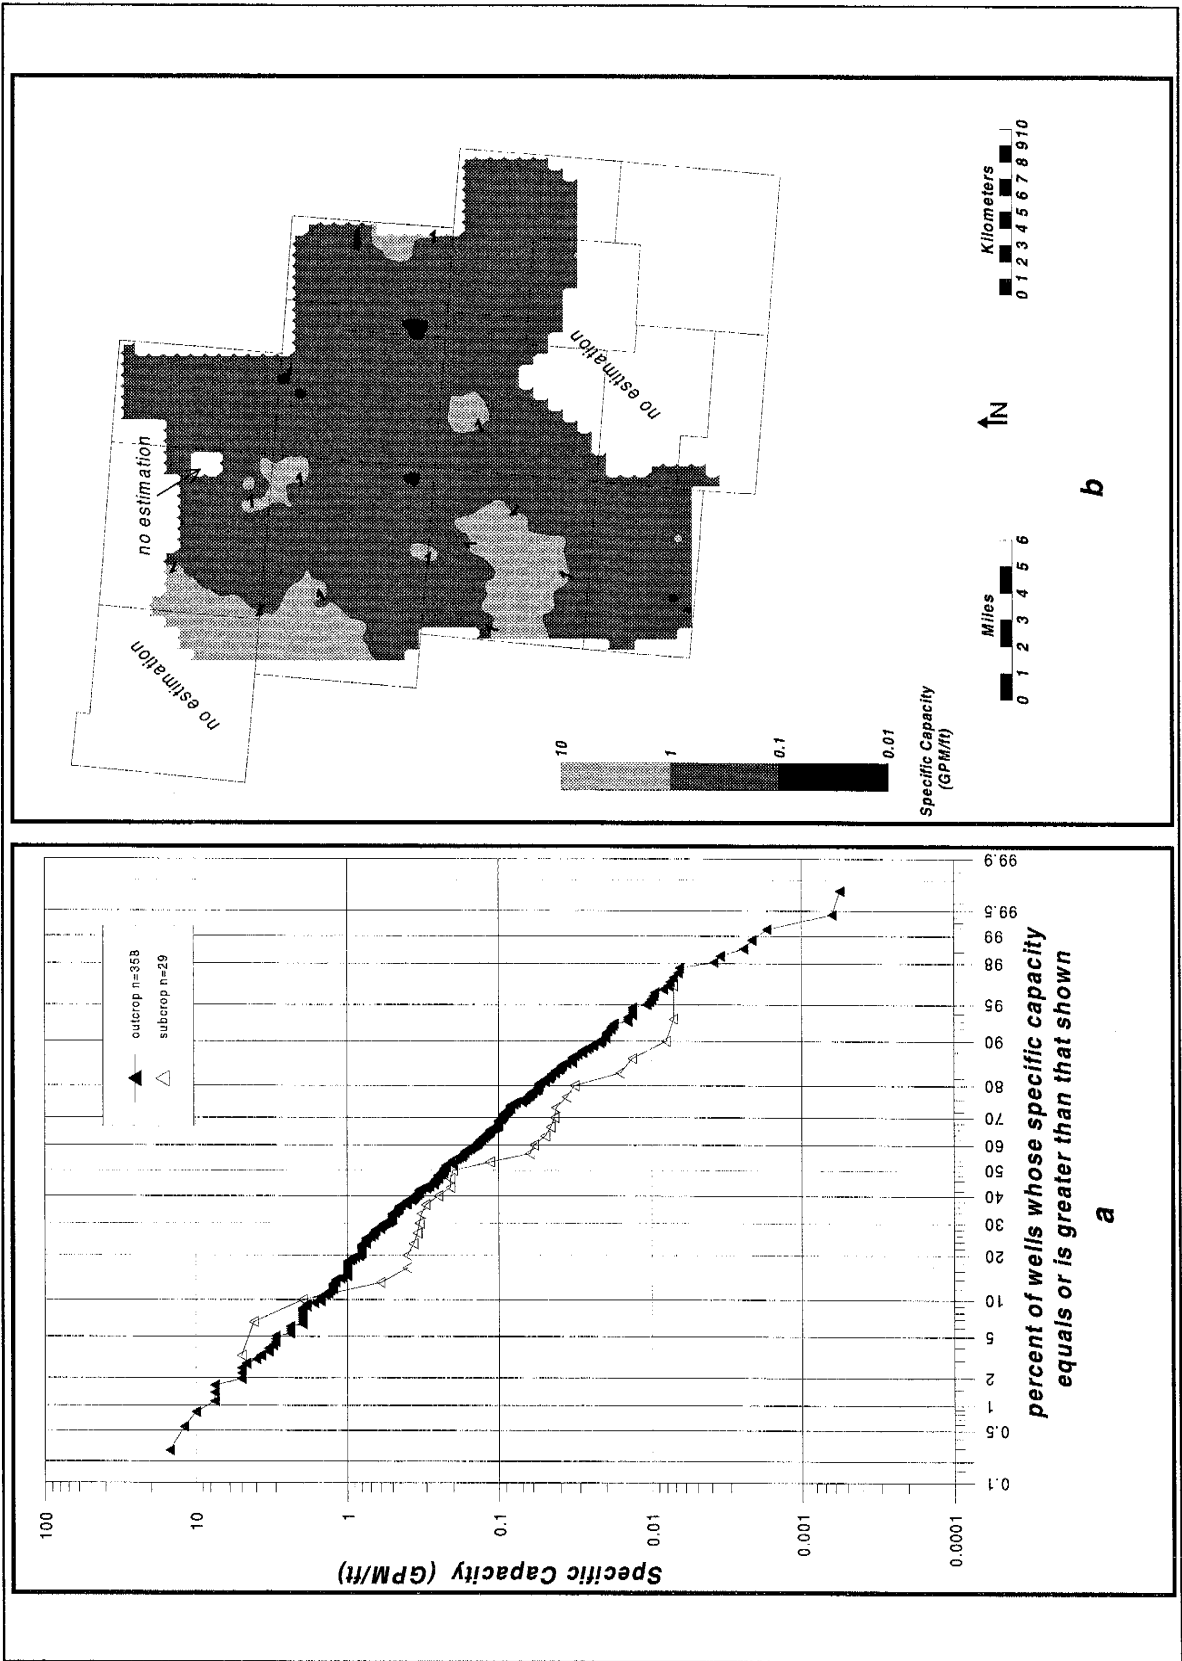 Specific Capacity (GPM/ft)
100
10
1
0.1
0.01
0.001
0.0001
outcrop n=358
subcrop n=29
0.1
0.5
1
2
5
10
20
30
40
50
60
70
80
90
95
98
99
99.5
99.9
percent of wells whose specific capacity
equals or is greater than that shown
a
no estimation
no estimation
no estimation
10
1
0.1
0.01
Specific Capacity
(GPM/ft)
Miles
0 1 2 3 4 5 6
N
Kilometers
0 1 2 3 4 5 6 7 8 9 10
b